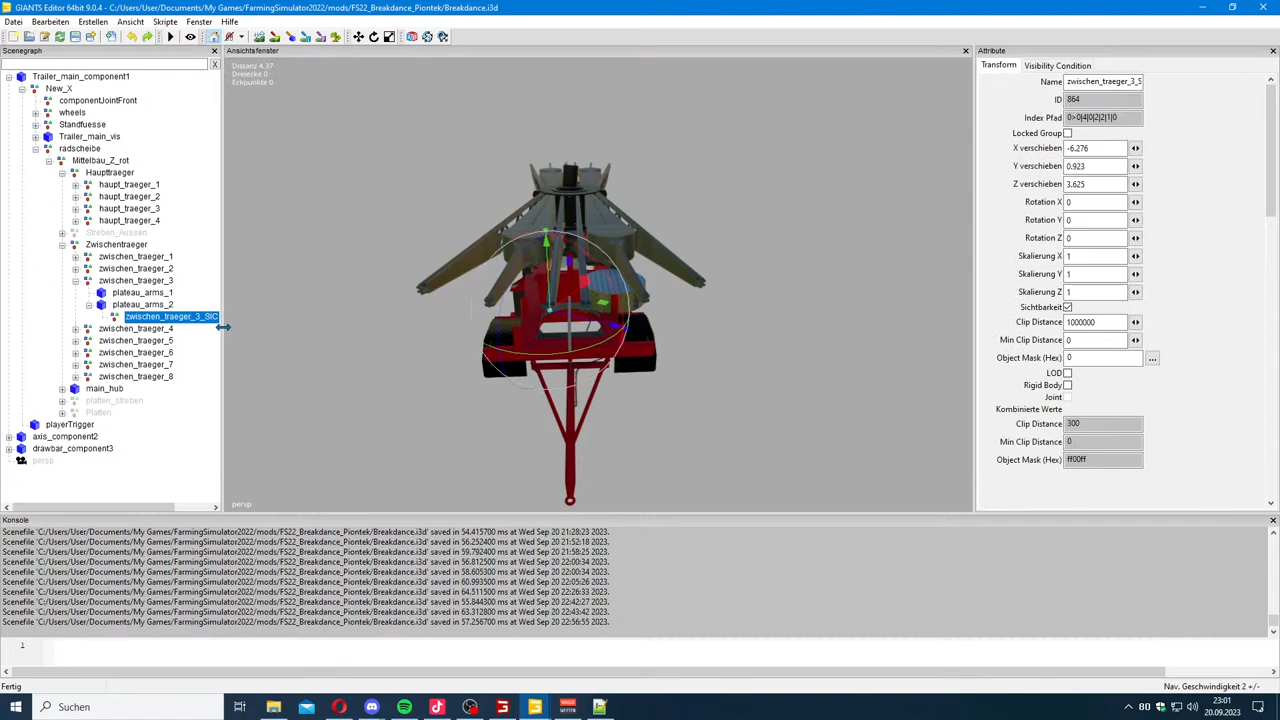 GIANTS Editor 64bit 9.0.4 - C:/Users/User/Documents/My Games/FarmingSimulator2022/mods/FS22_Breakdance_Piontek/Breakdance.i3d
Datei Bearbeiten Erstellen Ansicht Skripte Fenster Hilfe
Scenegraph
X
Trailer_main_component1
New_X
componentJointFront
wheels
Standfuesse
Trailer_main_vis
radscheibe
Mittelbau_Z_rot
Haupttraeger
haupt_traeger_1
haupt_traeger_2
haupt_traeger_3
haupt_traeger_4
Streben_Aussen
Zwischentraeger
zwischen_traeger_1
zwischen_traeger_2
zwischen_traeger_3
plateau_arms_1
plateau_arms_2
zwischen_traeger_3_SIC
zwischen_traeger_4
zwischen_traeger_5
zwischen_traeger_6
zwischen_traeger_7
zwischen_traeger_8
main_hub
platten_streben
Platten
playerTrigger
axis_component2
drawbar_component3
persp
Ansichtsfenster
Distanz 4.37
Dreiecke 0
Eckpunkte 0
persp
Attribute
Transform Visibility Condition
Name zwischen_traeger_3_S
ID 864
Index Pfad 0>0|4|0|2|2|1|0
Locked Group
X verschieben -6.276
Y verschieben 0.923
Z verschieben 3.625
Rotation X 0
Rotation Y 0
Rotation Z 0
Skalierung X 1
Skalierung Y 1
Skalierung Z 1
Sichtbarkeit
Clip Distance 1000000
Min Clip Distance 0
Object Mask (Hex) 0 ...
LOD
Rigid Body
Joint
Kombinierte Werte
Clip Distance 300
Min Clip Distance 0
Object Mask (Hex) ff00ff
Konsole
Scenefile 'C:/Users/User/Documents/My Games/FarmingSimulator2022/mods/FS22_Breakdance_Piontek/Breakdance.i3d' saved in 54.415700 ms at Wed Sep 20 21:28:23 2023.
Scenefile 'C:/Users/User/Documents/My Games/FarmingSimulator2022/mods/FS22_Breakdance_Piontek/Breakdance.i3d' saved in 56.252400 ms at Wed Sep 20 21:52:18 2023.
Scenefile 'C:/Users/User/Documents/My Games/FarmingSimulator2022/mods/FS22_Breakdance_Piontek/Breakdance.i3d' saved in 59.792400 ms at Wed Sep 20 21:58:25 2023.
Scenefile 'C:/Users/User/Documents/My Games/FarmingSimulator2022/mods/FS22_Breakdance_Piontek/Breakdance.i3d' saved in 56.812500 ms at Wed Sep 20 22:00:34 2023.
Scenefile 'C:/Users/User/Documents/My Games/FarmingSimulator2022/mods/FS22_Breakdance_Piontek/Breakdance.i3d' saved in 58.605300 ms at Wed Sep 20 22:00:34 2023.
Scenefile 'C:/Users/User/Documents/My Games/FarmingSimulator2022/mods/FS22_Breakdance_Piontek/Breakdance.i3d' saved in 60.993500 ms at Wed Sep 20 22:26:33 2023.
Scenefile 'C:/Users/User/Documents/My Games/FarmingSimulator2022/mods/FS22_Breakdance_Piontek/Breakdance.i3d' saved in 64.511500 ms at Wed Sep 20 22:33:20 2023.
Scenefile 'C:/Users/User/Documents/My Games/FarmingSimulator2022/mods/FS22_Breakdance_Piontek/Breakdance.i3d' saved in 55.844300 ms at Wed Sep 20 22:42:27 2023.
Scenefile 'C:/Users/User/Documents/My Games/FarmingSimulator2022/mods/FS22_Breakdance_Piontek/Breakdance.i3d' saved in 63.312800 ms at Wed Sep 20 22:43:42 2023.
Scenefile 'C:/Users/User/Documents/My Games/FarmingSimulator2022/mods/FS22_Breakdance_Piontek/Breakdance.i3d' saved in 57.256700 ms at Wed Sep 20 22:56:55 2023.
1
Fertig
Nav. Geschwindigkeit 2 +/-
Suchen
23:01
20.09.2023